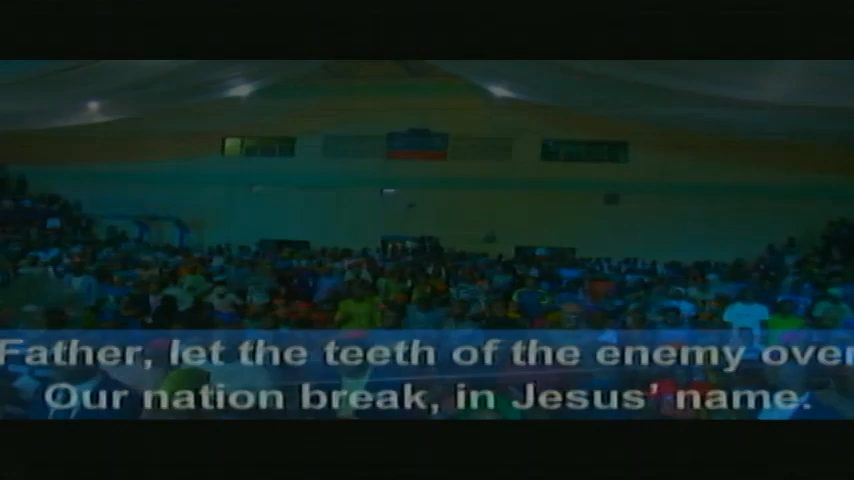 Father, let the teeth of the enemy over
Our nation break, in Jesus’ name.